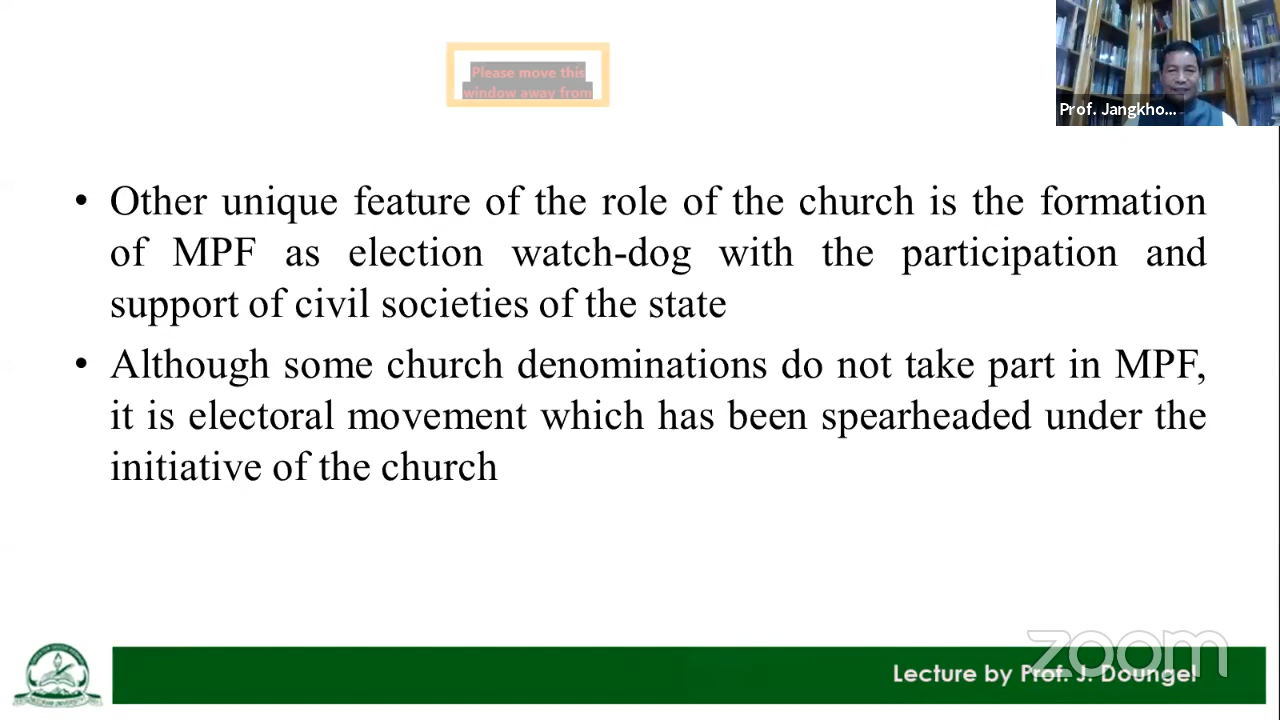 Please move this
window away from
Prof. Jangkho...
• Other unique feature of the role of the church is the formation
of MPF as election watch-dog with the participation and
support of civil societies of the state
• Although some church denominations do not take part in MPF,
it is electoral movement which has been spearheaded under the
initiative of the church
zoom
Lecture by Prof. J. Doungel